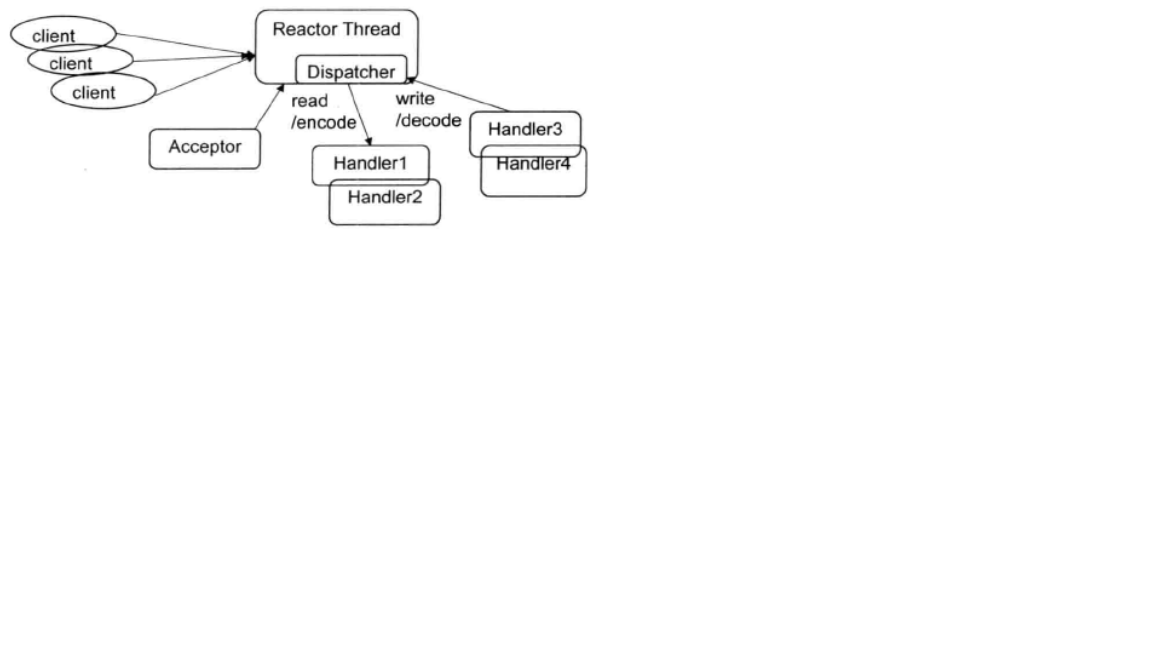 client
client
client
Reactor Thread
Dispatcher
read
/encode
write
/decode
Acceptor
Handler1
Handler2
Handler3
Handler4